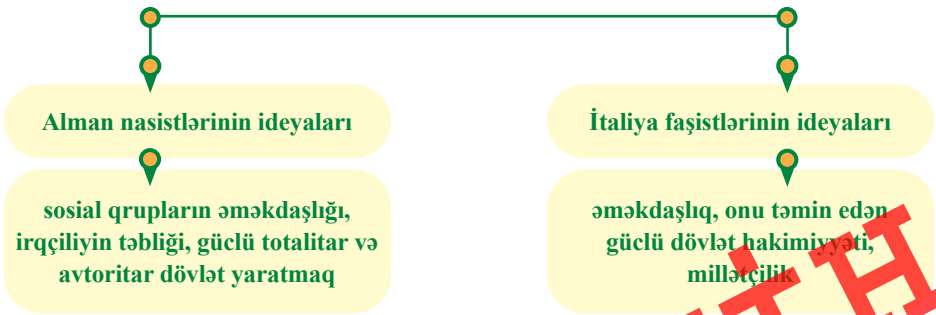 Alman nasistlərinin ideyaları
İtaliya faşistlərinin ideyaları
sosial qrupların əməkdaşlığı,
irqçiliyin təbliği, güclü totalitar və
avtoritar dövlət yaratmaq
əməkdaşlıq, onu təmin edən
güclü dövlət hakimiyyəti,
millətçilik